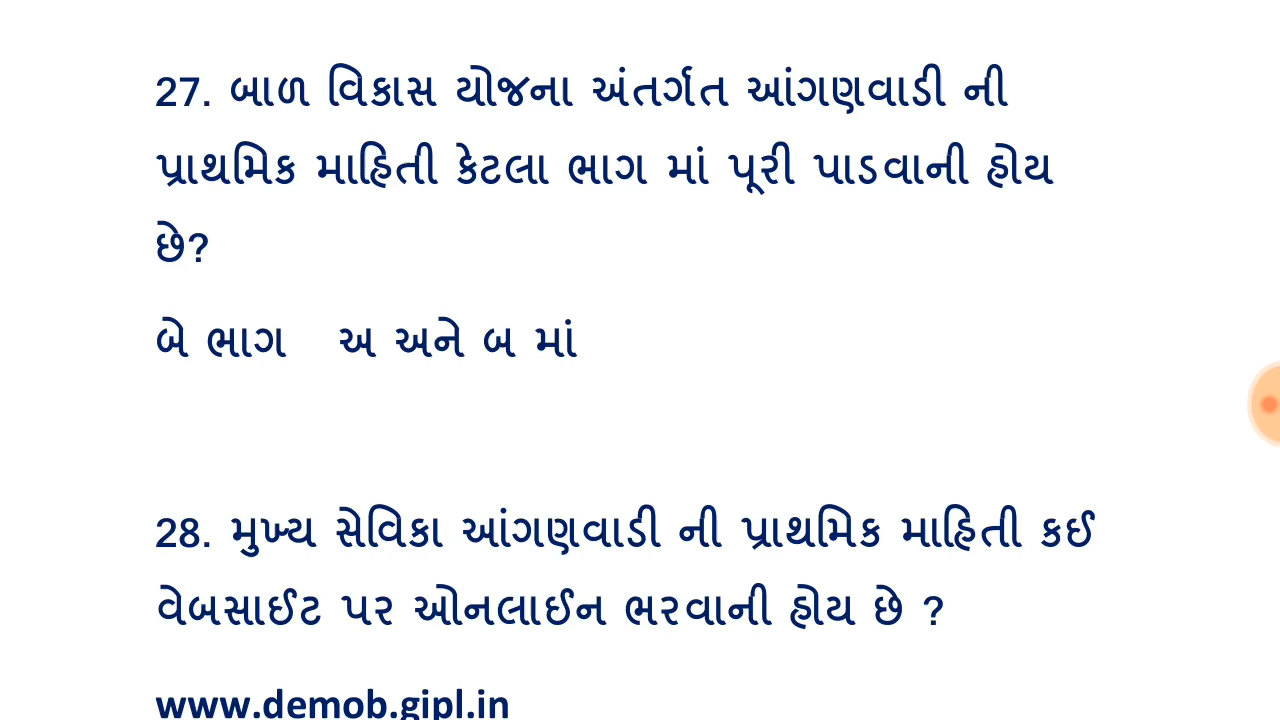 27. બાળ વિકાસ યોજના અંતર્ગત આંગણવાડી ની
પ્રાથમિક માહિતી કેટલા ભાગ માં પૂરી પાડવાની હોય
છે?
બે ભાગ અ અને બ માં
28. મુખ્ય સેવિકા આંગણવાડી ની પ્રાથમિક માહિતી કઈ
વેબસાઈટ પર ઓનલાઈન ભરવાની હોય છે ?
www.demob.gipl.in